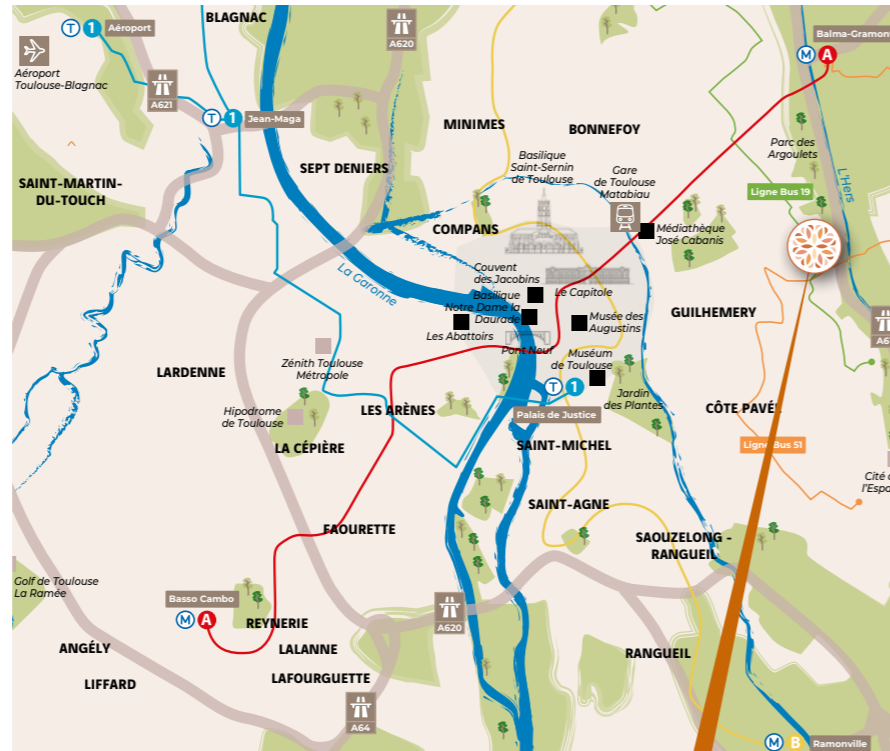 BLAGNAC
T 1 Aéroport
A620
Balma-Gramont
M A
Aéroport
Toulouse-Blagnac
A621
T 1 Jean-Maga
MINIMES
BONNEFOY
Parc des
Argoulets
L'Hers
SEPT DENIERS
Basilique
Saint-Sernin
de Toulouse
Gare
de Toulouse
Matabiau
SAINT-MARTIN-
DU-TOUCH
Ligne Bus 19
COMPANS
Médiathèque
José Cabanis
La Garonne
Couvent
des Jacobins
Le Capitole
Basilique
Notre Dame la
Daurade
GUILHEMERY
Les Abattoirs
Musée des
Augustins
Pont Neuf
Muséum
de Toulouse
Zénith Toulouse
Métropole
LARDENNE
T 1
Palais de Justice
Jardin
des Plantes
CÔTE PAVÉE
Hipodrome
de Toulouse
LES ARÈNES
LA CÉPIÈRE
SAINT-MICHEL
Ligne Bus 51
SAINT-AGNE
FAOURETTE
SAOUZELONG -
RANGUEIL
Golf de Toulouse
La Ramée
Basso Cambo
M A
REYNERIE
A620
ANGÉLY
LALANNE
RANGUEIL
LIFFARD
LAFOURGUETTE
A64
M B Ramonville